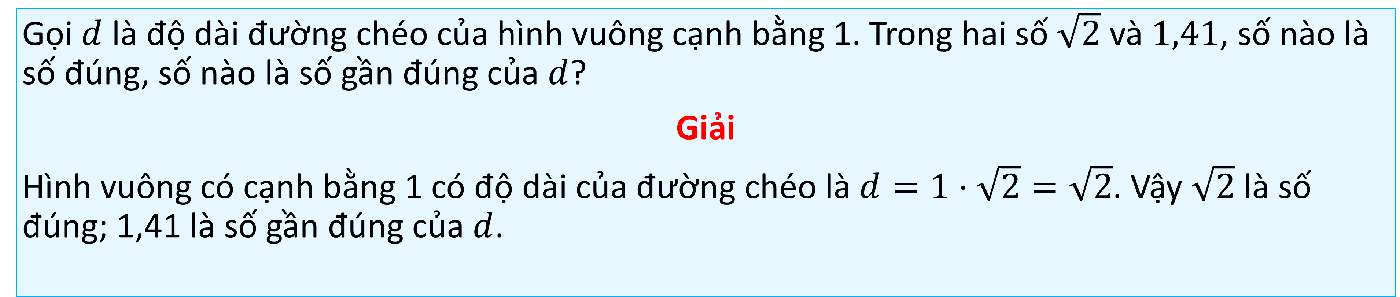 Gọi d là độ dài đường chéo của hình vuông cạnh bằng 1. Trong hai số √2 và 1,41, số nào là
số đúng, số nào là số gần đúng của d?
Giải
Hình vuông có cạnh bằng 1 có độ dài của đường chéo là d = 1 · √2 = √2. Vậy √2 là số
đúng; 1,41 là số gần đúng của d.